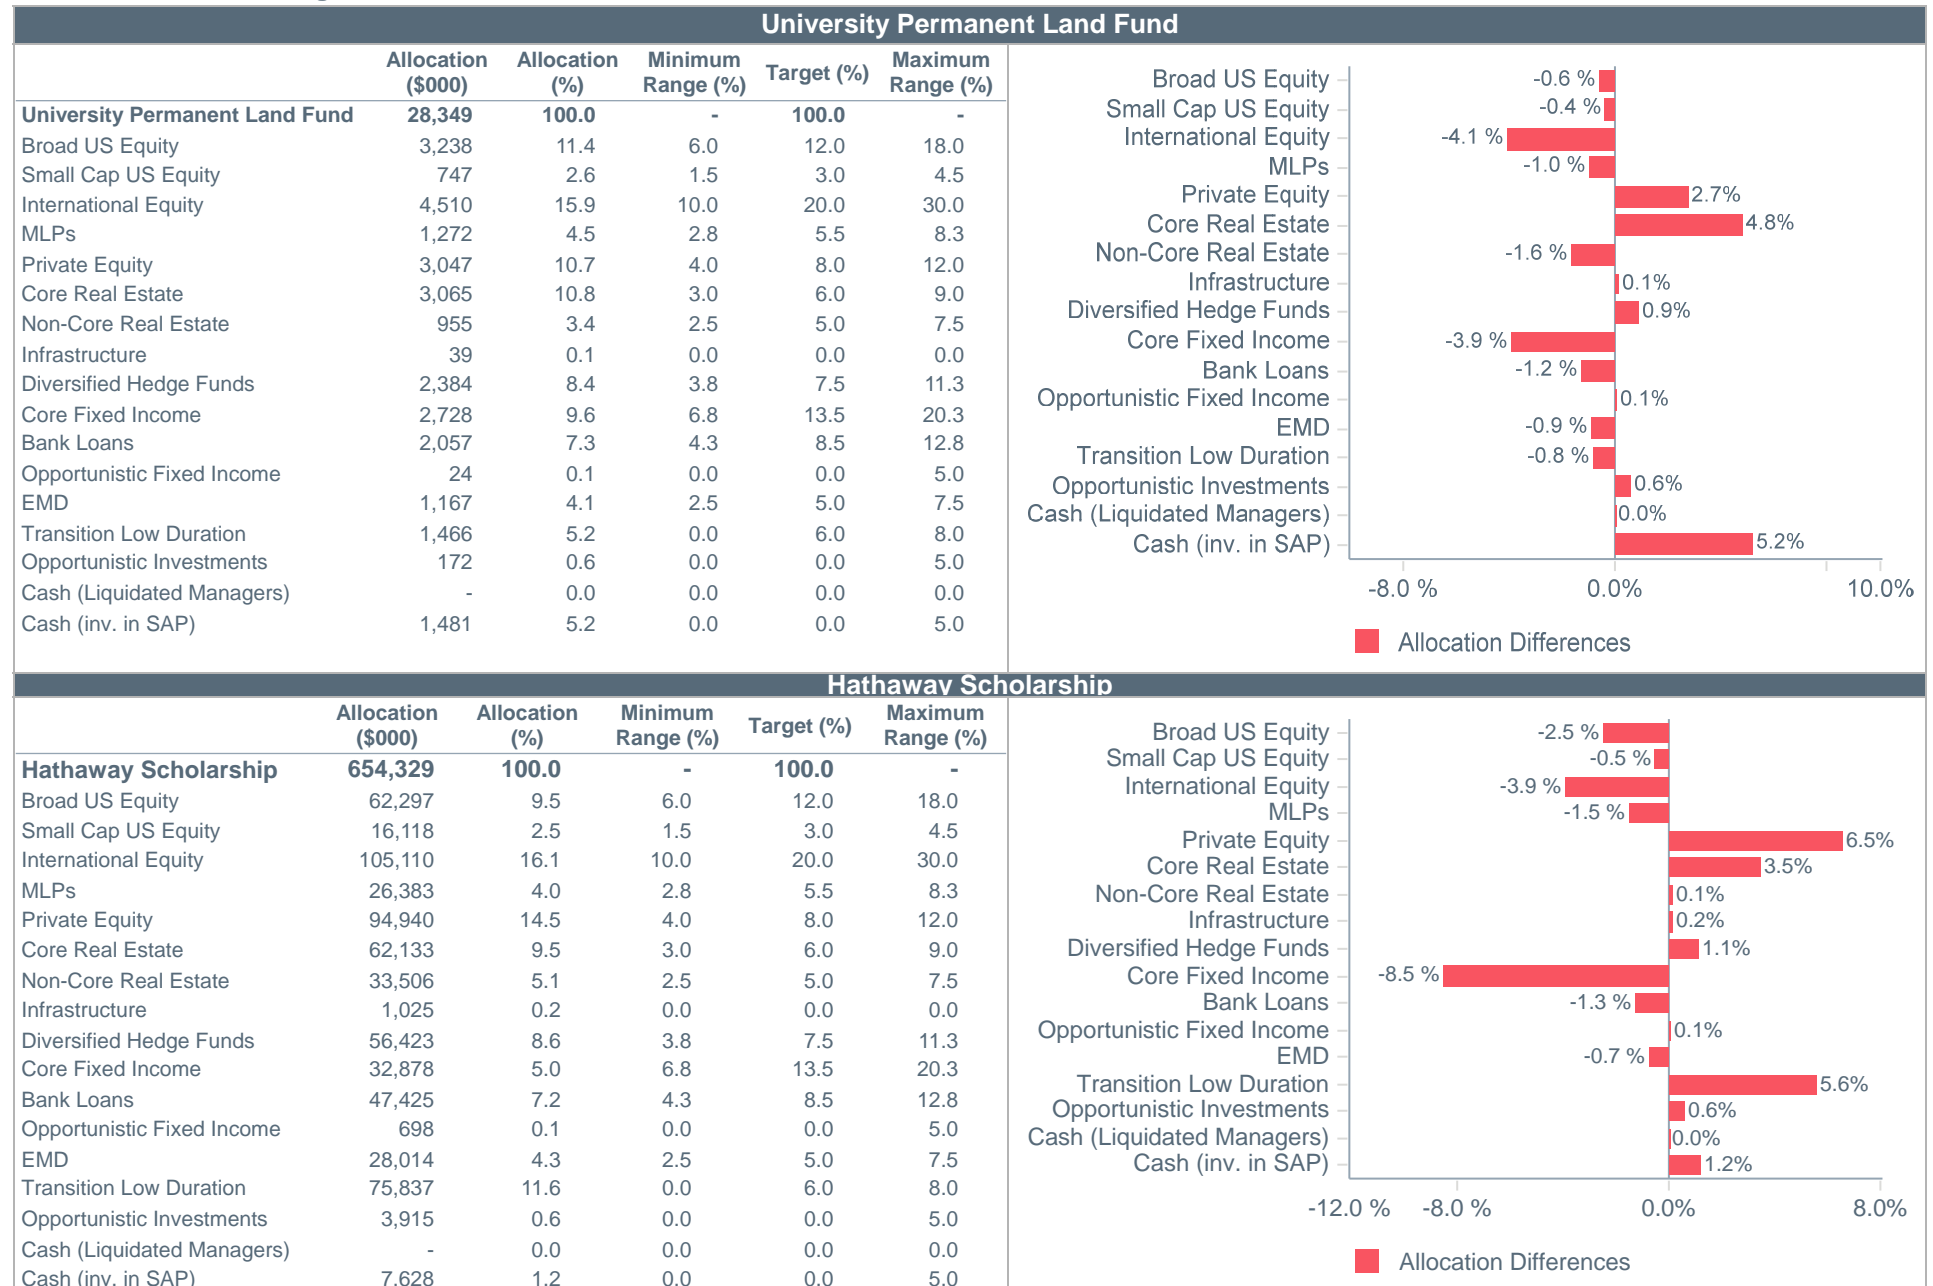 University Permanent Land Fund
Allocation ($000) Allocation (%) Minimum Range (%) Target (%) Maximum Range (%)
University Permanent Land Fund 28,349 100.0 - 100.0 -
Broad US Equity 3,238 11.4 6.0 12.0 18.0
Small Cap US Equity 747 2.6 1.5 3.0 4.5
International Equity 4,510 15.9 10.0 20.0 30.0
MLPs 1,272 4.5 2.8 5.5 8.3
Private Equity 3,047 10.7 4.0 8.0 12.0
Core Real Estate 3,065 10.8 3.0 6.0 9.0
Non-Core Real Estate 955 3.4 2.5 5.0 7.5
Infrastructure 39 0.1 0.0 0.0 0.0
Diversified Hedge Funds 2,384 8.4 3.8 7.5 11.3
Core Fixed Income 2,728 9.6 6.8 13.5 20.3
Bank Loans 2,057 7.3 4.3 8.5 12.8
Opportunistic Fixed Income 24 0.1 0.0 0.0 5.0
EMD 1,167 4.1 2.5 5.0 7.5
Transition Low Duration 1,466 5.2 0.0 6.0 8.0
Opportunistic Investments 172 0.6 0.0 0.0 5.0
Cash (Liquidated Managers) - 0.0 0.0 0.0 0.0
Cash (inv. in SAP) 1,481 5.2 0.0 0.0 5.0
Broad US Equity -0.6 %
Small Cap US Equity -0.4 %
International Equity -4.1 %
MLPs -1.0 %
Private Equity 2.7%
Core Real Estate 4.8%
Non-Core Real Estate -1.6 %
Infrastructure 0.1%
Diversified Hedge Funds 0.9%
Core Fixed Income -3.9 %
Bank Loans -1.2 %
Opportunistic Fixed Income 0.1%
EMD -0.9 %
Transition Low Duration -0.8 %
Opportunistic Investments 0.6%
Cash (Liquidated Managers) 0.0%
Cash (inv. in SAP) 5.2%
-8.0 % 0.0% 10.0%
Allocation Differences
Hathaway Scholarship
Allocation ($000) Allocation (%) Minimum Range (%) Target (%) Maximum Range (%)
Hathaway Scholarship 654,329 100.0 - 100.0 -
Broad US Equity 62,297 9.5 6.0 12.0 18.0
Small Cap US Equity 16,118 2.5 1.5 3.0 4.5
International Equity 105,110 16.1 10.0 20.0 30.0
MLPs 26,383 4.0 2.8 5.5 8.3
Private Equity 94,940 14.5 4.0 8.0 12.0
Core Real Estate 62,133 9.5 3.0 6.0 9.0
Non-Core Real Estate 33,506 5.1 2.5 5.0 7.5
Infrastructure 1,025 0.2 0.0 0.0 0.0
Diversified Hedge Funds 56,423 8.6 3.8 7.5 11.3
Core Fixed Income 32,878 5.0 6.8 13.5 20.3
Bank Loans 47,425 7.2 4.3 8.5 12.8
Opportunistic Fixed Income 698 0.1 0.0 0.0 5.0
EMD 28,014 4.3 2.5 5.0 7.5
Transition Low Duration 75,837 11.6 0.0 6.0 8.0
Opportunistic Investments 3,915 0.6 0.0 0.0 5.0
Cash (Liquidated Managers) - 0.0 0.0 0.0 0.0
Cash (inv. in SAP) 7,628 1.2 0.0 0.0 5.0
Broad US Equity -2.5 %
Small Cap US Equity -0.5 %
International Equity -3.9 %
MLPs -1.5 %
Private Equity 6.5%
Core Real Estate 3.5%
Non-Core Real Estate 0.1%
Infrastructure 0.2%
Diversified Hedge Funds 1.1%
Core Fixed Income -8.5 %
Bank Loans -1.3 %
Opportunistic Fixed Income 0.1%
EMD -0.7 %
Transition Low Duration 5.6%
Opportunistic Investments 0.6%
Cash (Liquidated Managers) 0.0%
Cash (inv. in SAP) 1.2%
-12.0 % -8.0 % 0.0% 8.0%
Allocation Differences